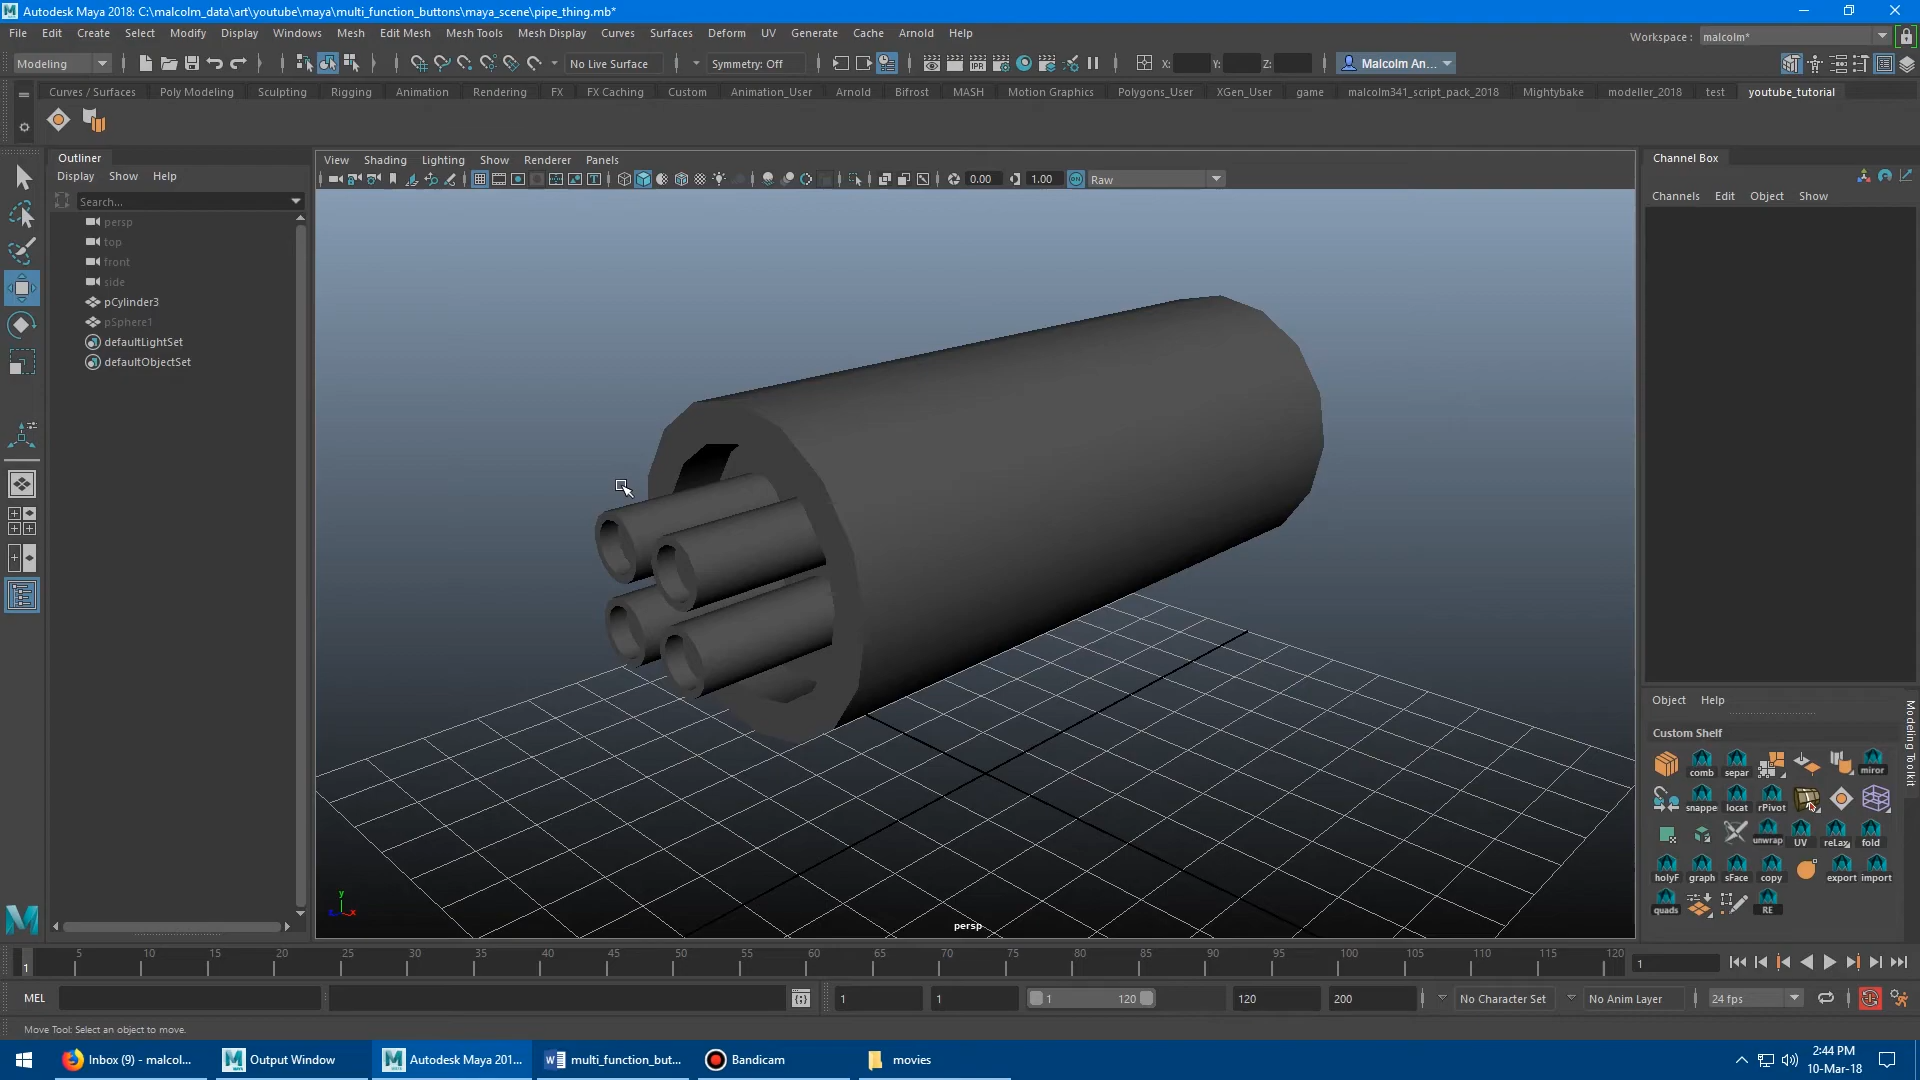 Autodesk Maya 2018: C:\malcolm_data\art\youtube\maya\multi_function_buttons\maya_scene\pipe_thing.mb*
File Edit Create Select Modify Display Windows Mesh Edit Mesh Mesh Tools Mesh Display Curves Surfaces Deform UV Generate Cache Arnold Help
Workspace : malcolm*
Modeling No Live Surface Symmetry: Off X: Y: Z: Malcolm An...
Curves / Surfaces Poly Modeling Sculpting Rigging Animation Rendering FX FX Caching Custom Animation_User Arnold Bifrost MASH Motion Graphics Polygons_User XGen_User game malcolm341_script_pack_2018 Mightybake modeller_2018 test youtube_tutorial
Outliner
Display Show Help
Search...
persp
top
front
side
pCylinder3
pSphere1
defaultLightSet
defaultObjectSet
View Shading Lighting Show Renderer Panels
0.00 1.00 ON Raw
y
z x
persp
Channel Box
Channels Edit Object Show
Object Help
Modeling Toolkit
Custom Shelf
comb separ miror
snappe locat rPivot
unwrap UV reLax fold
holyF graph sFace copy export import
quads RE
1 5 10 15 20 25 30 35 40 45 50 55 60 65 70 75 80 85 90 95 100 105 110 115 120 1
MEL 1 1 1 120 120 200 No Character Set No Anim Layer 24 fps
Move Tool: Select an object to move.
Inbox (9) - malcol... Output Window Autodesk Maya 201... multi_function_but... Bandicam movies
2:44 PM
10-Mar-18